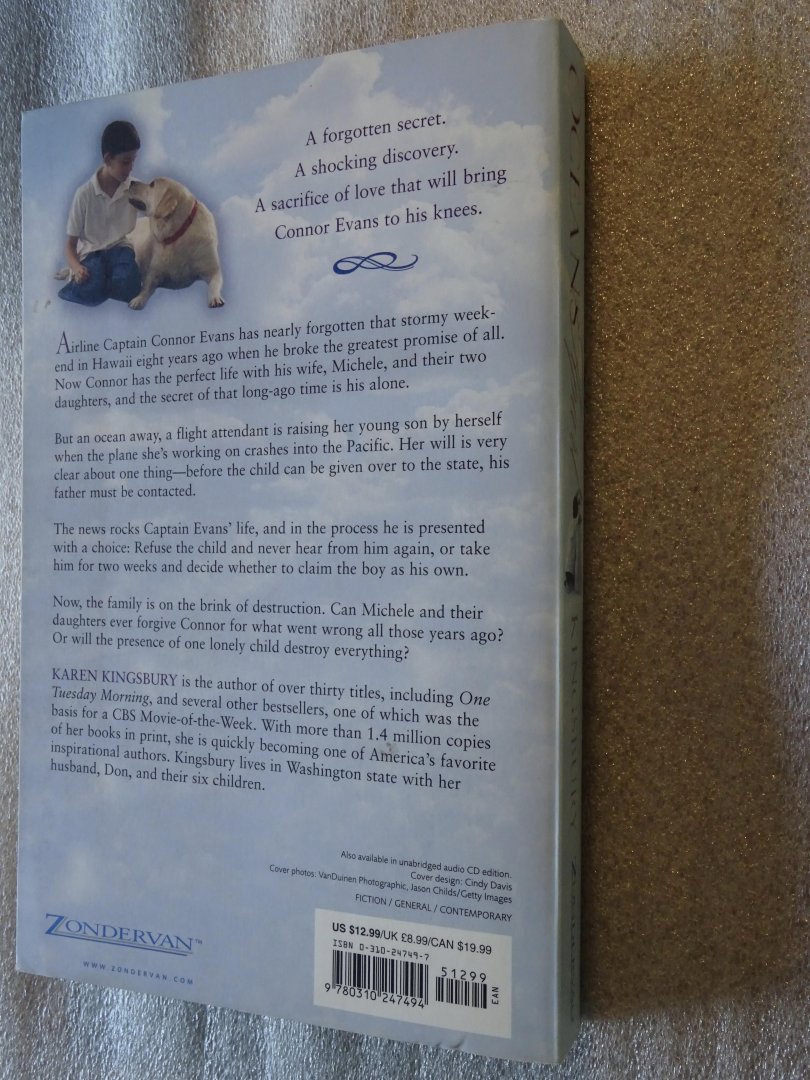 A forgotten secret.
A shocking discovery.
A sacrifice of love that will bring
Connor Evans to his knees.
Airline Captain Connor Evans has nearly forgotten that stormy week-
end in Hawaii eight years ago when he broke the greatest promise of all.
Now Connor has the perfect life with his wife, Michele, and their two
daughters, and the secret of that long-ago time is his alone.
But an ocean away, a flight attendant is raising her young son by herself
when the plane she's working on crashes into the Pacific. Her will is very
clear about one thing—before the child can be given over to the state, his
father must be contacted.
The news rocks Captain Evans' life, and in the process he is presented
with a choice: Refuse the child and never hear from him again, or take
him for two weeks and decide whether to claim the boy as his own.
Now, the family is on the brink of destruction. Can Michele and their
daughters ever forgive Connor for what went wrong all those years ago?
Or will the presence of one lonely child destroy everything?
KAREN KINGSBURY is the author of over thirty titles, including One
Tuesday Morning, and several other bestsellers, one of which was the
basis for a CBS Movie-of-the-Week. With more than 1.4 million copies
of her books in print, she is quickly becoming one of America's favorite
inspirational authors. Kingsbury lives in Washington state with her
husband, Don, and their six children.
Also available in unabridged audio CD edition.
Cover design: Cindy Davis
Cover photos: VanDuinen Photographic, Jason Childs/Getty Images
FICTION / GENERAL / CONTEMPORARY
ZONDERVAN™
WWW.ZONDERVAN.COM
US $12.99/UK £8.99/CAN $19.99
ISBN 0-310-24749-7
51299
9 780310 247494
EAN
KINGSBURY